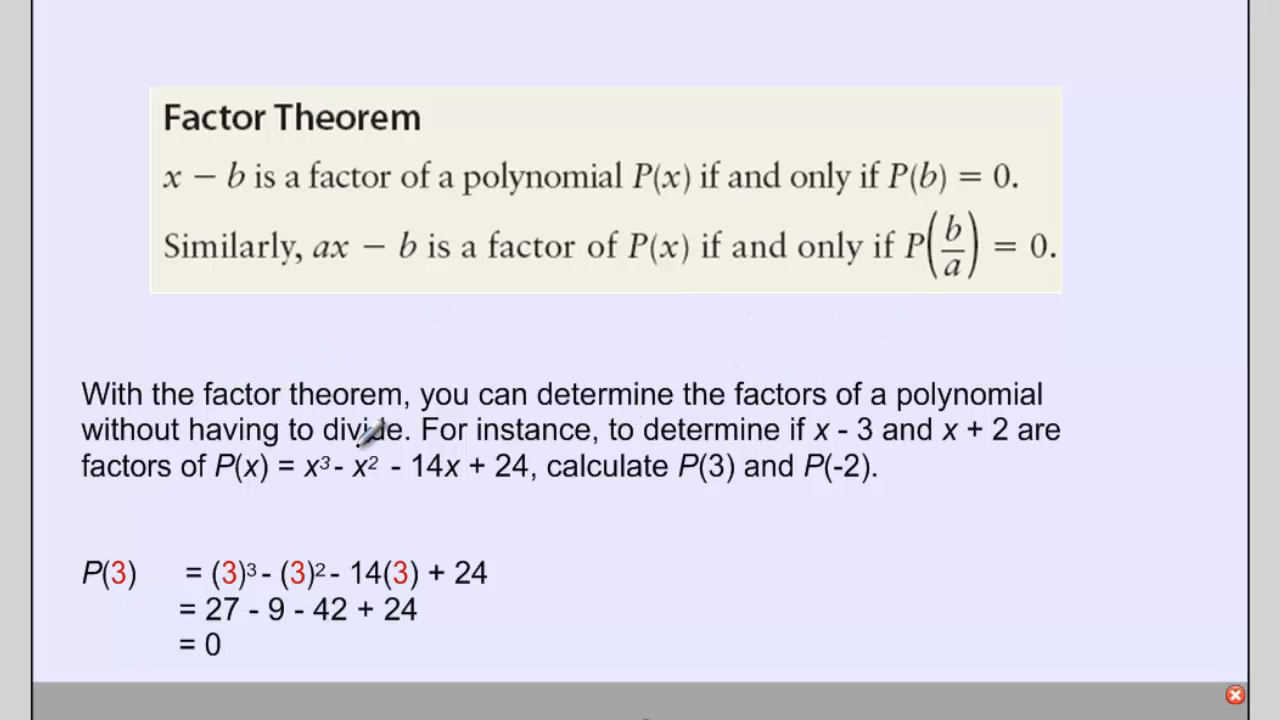 Factor Theorem
x − b is a factor of a polynomial P(x) if and only if P(b) = 0.
Similarly, ax − b is a factor of P(x) if and only if P(b/a) = 0.
With the factor theorem, you can determine the factors of a polynomial
without having to divide. For instance, to determine if x - 3 and x + 2 are
factors of P(x) = x³ - x² - 14x + 24, calculate P(3) and P(-2).
P(3) = (3)³ - (3)² - 14(3) + 24
= 27 - 9 - 42 + 24
= 0